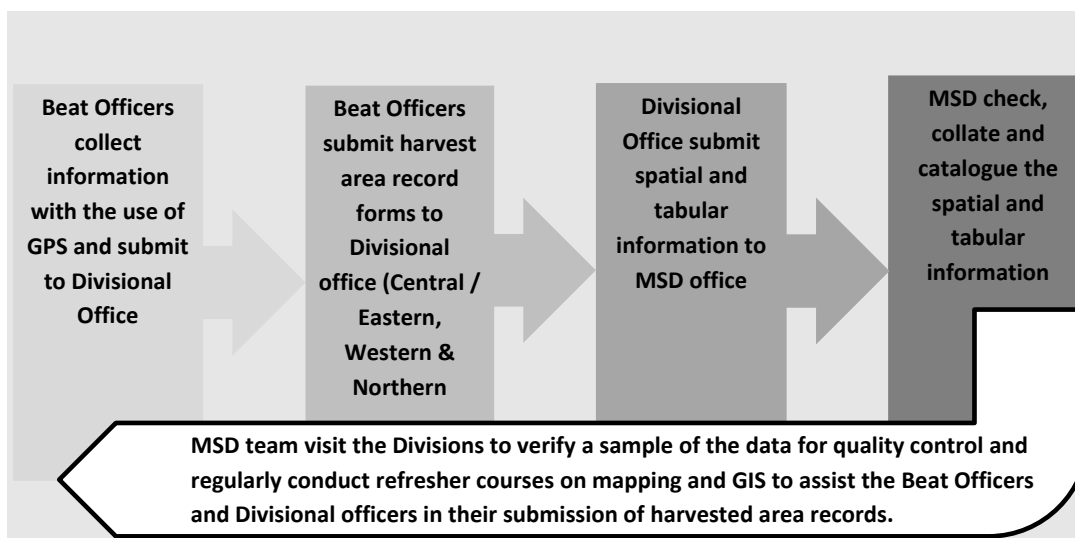 Beat Officers
collect
information
with the use of
GPS and submit
to Divisional
Office
Beat Officers
submit harvest
area record
forms to
Divisional
office (Central /
Eastern,
Western &
Northern
Divisional
Office submit
spatial and
tabular
information to
MSD office
MSD check,
collate and
catalogue the
spatial and
tabular
information
MSD team visit the Divisions to verify a sample of the data for quality control and
regularly conduct refresher courses on mapping and GIS to assist the Beat Officers
and Divisional officers in their submission of harvested area records.